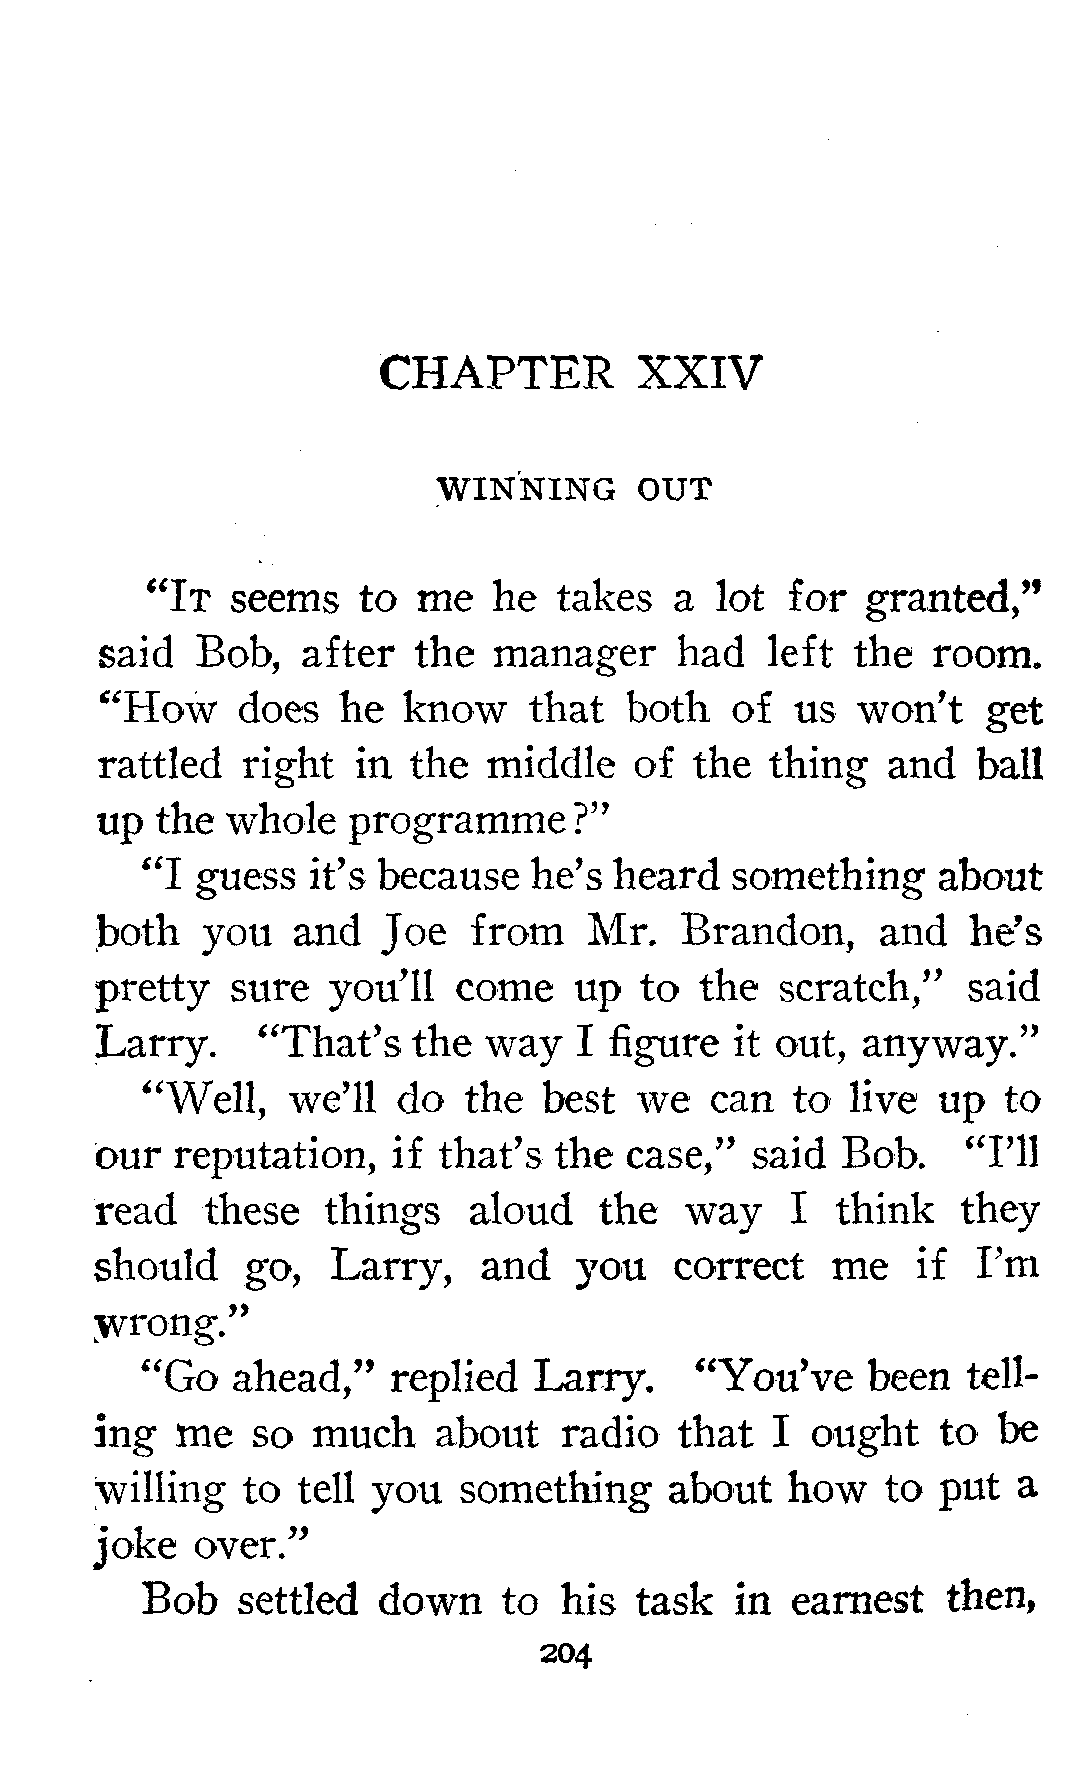 CHAPTER XXIV
WINNING OUT
“IT seems to me he takes a lot for granted,”
said Bob, after the manager had left the room.
“How does he know that both of us won’t get
rattled right in the middle of the thing and ball
up the whole programme?”
“I guess it’s because he’s heard something about
both you and Joe from Mr. Brandon, and he’s
pretty sure you’ll come up to the scratch,” said
Larry. “That’s the way I figure it out, anyway.”
“Well, we’ll do the best we can to live up to
our reputation, if that’s the case,” said Bob. “I’ll
read these things aloud the way I think they
should go, Larry, and you correct me if I’m
wrong.”
“Go ahead,” replied Larry. “You’ve been tell-
ing me so much about radio that I ought to be
willing to tell you something about how to put a
joke over.”
Bob settled down to his task in earnest then,
204